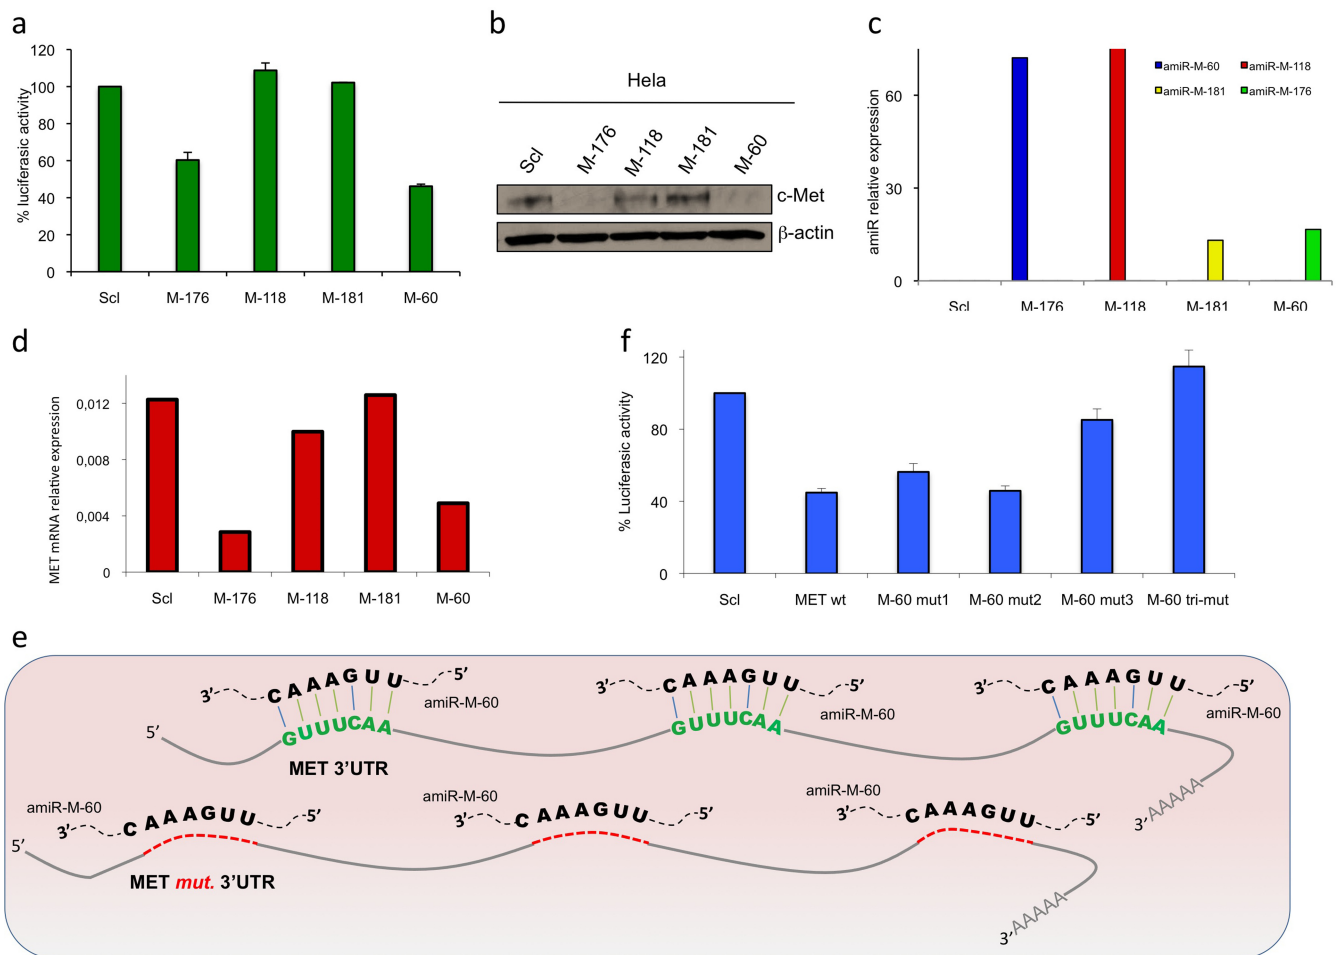 a
% luciferasic activity
120
100
80
60
40
20
0
Scl
M-176
M-118
M-181
M-60
b
Hela
Scl
M-176
M-118
M-181
M-60
c-Met
β-actin
c
amiR relative expression
60
30
0
amiR-M-60
amiR-M-118
amiR-M-181
amiR-M-176
Scl
M-176
M-118
M-181
M-60
d
MET mRNA relative expression
0,012
0,008
0,004
0
Scl
M-176
M-118
M-181
M-60
f
% Luciferasic activity
120
80
40
0
Scl
MET wt
M-60 mut1
M-60 mut2
M-60 mut3
M-60 tri-mut
e
3' CAAAGUU -5'
amiR-M-60
5' GUUUCAA
MET 3'UTR
3' CAAAGUU -5'
amiR-M-60
GUUUCAA
3' CAAAGUU -5'
amiR-M-60
GUUUCAA
3'AAAAA
amiR-M-60
3' CAAAGUU -5'
5'
MET mut. 3'UTR
amiR-M-60
3' CAAAGUU -5'
amiR-M-60
3' CAAAGUU -5'
3'AAAAA